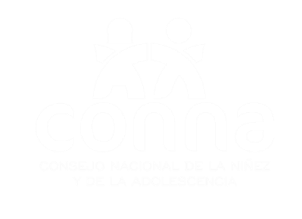 conna
CONSEJO NACIONAL DE LA NIÑEZ
Y DE LA ADOLESCENCIA